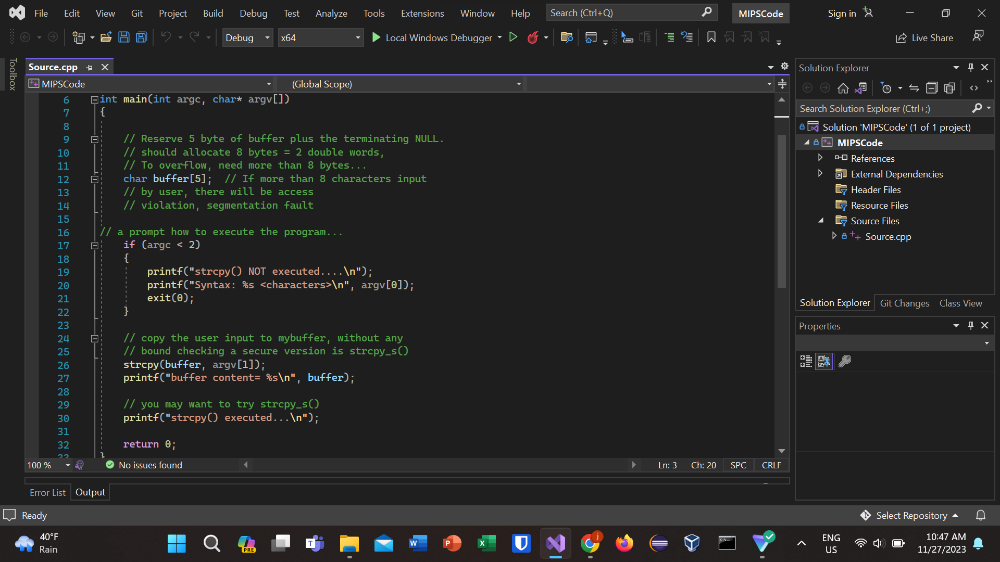 File Edit View Git Project Build Debug Test Analyze Tools Extensions Window Help Search (Ctrl+Q) MIPSCode Sign in
Debug x64 Local Windows Debugger Live Share
Toolbox
Source.cpp
MIPSCode (Global Scope)
6 int main(int argc, char* argv[])
7 {
8
9 // Reserve 5 byte of buffer plus the terminating NULL.
10 // should allocate 8 bytes = 2 double words,
11 // To overflow, need more than 8 bytes...
12 char buffer[5]; // If more than 8 characters input
13 // by user, there will be access
14 // violation, segmentation fault
15
16 // a prompt how to execute the program...
17 if (argc < 2)
18 {
19 printf("strcpy() NOT executed....\n");
20 printf("Syntax: %s <characters>\n", argv[0]);
21 exit(0);
22 }
23
24 // copy the user input to mybuffer, without any
25 // bound checking a secure version is strcpy_s()
26 strcpy(buffer, argv[1]);
27 printf("buffer content= %s\n", buffer);
28
29 // you may want to try strcpy_s()
30 printf("strcpy() executed...\n");
31
32 return 0;
33 }
100 % No issues found Ln: 3 Ch: 20 SPC CRLF
Error List Output
Solution Explorer
Search Solution Explorer (Ctrl+;)
Solution 'MIPSCode' (1 of 1 project)
MIPSCode
References
External Dependencies
Header Files
Resource Files
Source Files
Source.cpp
Solution Explorer Git Changes Class View
Properties
Ready Select Repository
40°F
Rain
PRE
ENG
US
10:47 AM
11/27/2023